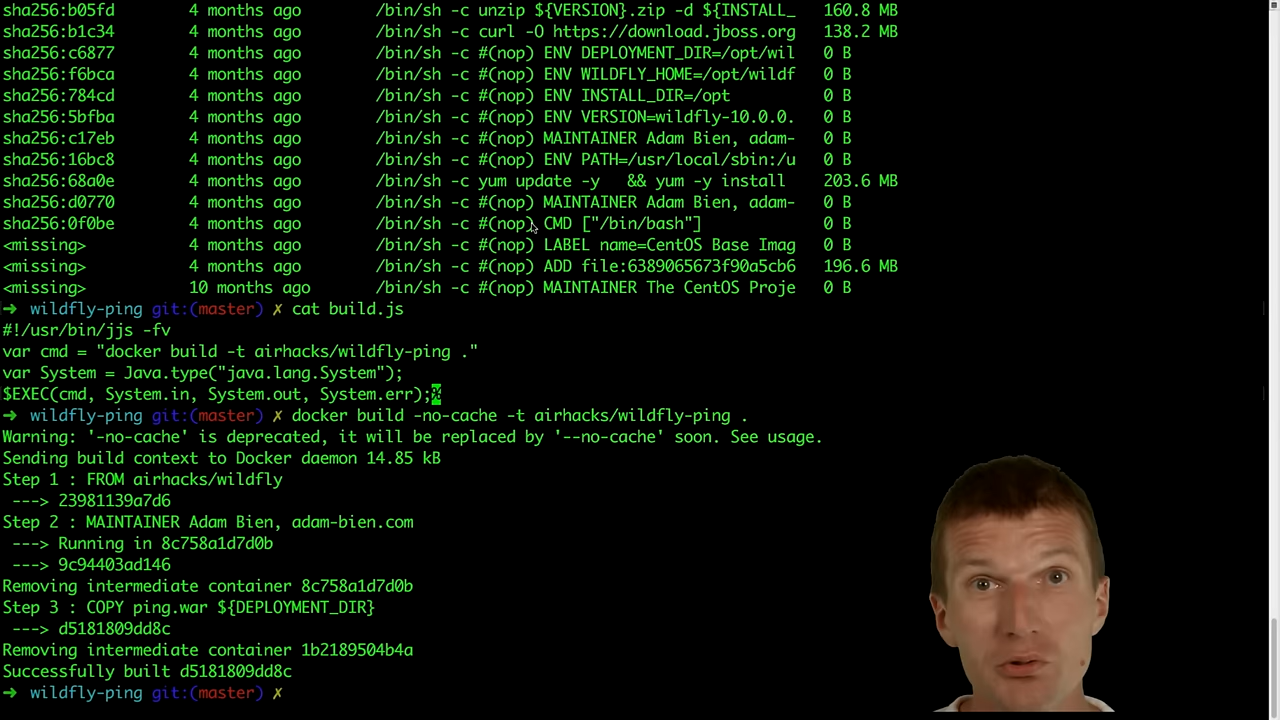 sha256:b05fd 4 months ago /bin/sh -c unzip ${VERSION}.zip -d ${INSTALL_ 160.8 MB
sha256:b1c34 4 months ago /bin/sh -c curl -O https://download.jboss.org 138.2 MB
sha256:c6877 4 months ago /bin/sh -c #(nop) ENV DEPLOYMENT_DIR=/opt/wil 0 B
sha256:f6bca 4 months ago /bin/sh -c #(nop) ENV WILDFLY_HOME=/opt/wildf 0 B
sha256:784cd 4 months ago /bin/sh -c #(nop) ENV INSTALL_DIR=/opt 0 B
sha256:5bfba 4 months ago /bin/sh -c #(nop) ENV VERSION=wildfly-10.0.0. 0 B
sha256:c17eb 4 months ago /bin/sh -c #(nop) MAINTAINER Adam Bien, adam- 0 B
sha256:16bc8 4 months ago /bin/sh -c #(nop) ENV PATH=/usr/local/sbin:/u 0 B
sha256:68a0e 4 months ago /bin/sh -c yum update -y && yum -y install 203.6 MB
sha256:d0770 4 months ago /bin/sh -c #(nop) MAINTAINER Adam Bien, adam- 0 B
sha256:0f0be 4 months ago /bin/sh -c #(nop) CMD ["/bin/bash"] 0 B
<missing> 4 months ago /bin/sh -c #(nop) LABEL name=CentOS Base Imag 0 B
<missing> 4 months ago /bin/sh -c #(nop) ADD file:6389065673f90a5cb6 196.6 MB
<missing> 10 months ago /bin/sh -c #(nop) MAINTAINER The CentOS Proje 0 B
➜ wildfly-ping git:(master) ✗ cat build.js
#!/usr/bin/jjs -fv
var cmd = "docker build -t airhacks/wildfly-ping ."
var System = Java.type("java.lang.System");
$EXEC(cmd, System.in, System.out, System.err);%
➜ wildfly-ping git:(master) ✗ docker build -no-cache -t airhacks/wildfly-ping .
Warning: '-no-cache' is deprecated, it will be replaced by '--no-cache' soon. See usage.
Sending build context to Docker daemon 14.85 kB
Step 1 : FROM airhacks/wildfly
---> 23981139a7d6
Step 2 : MAINTAINER Adam Bien, adam-bien.com
---> Running in 8c758a1d7d0b
---> 9c94403ad146
Removing intermediate container 8c758a1d7d0b
Step 3 : COPY ping.war ${DEPLOYMENT_DIR}
---> d5181809dd8c
Removing intermediate container 1b2189504b4a
Successfully built d5181809dd8c
➜ wildfly-ping git:(master) ✗